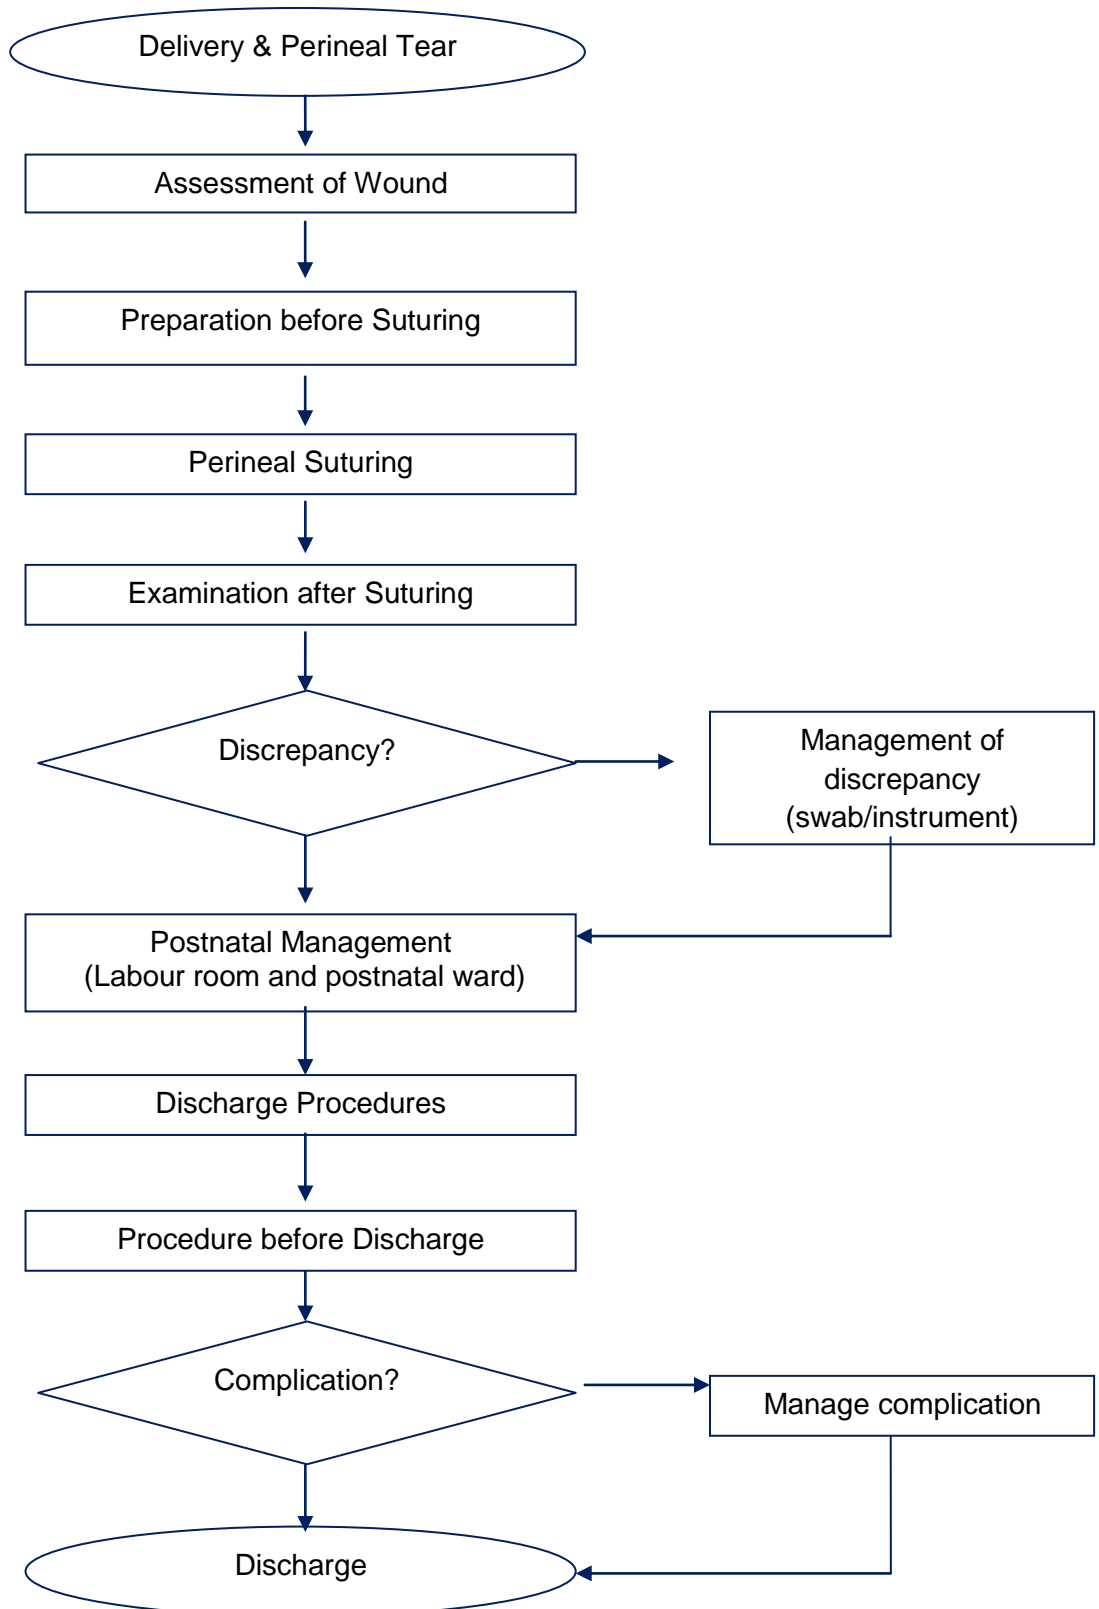 Delivery & Perineal Tear
Assessment of Wound
Preparation before Suturing
Perineal Suturing
Examination after Suturing
Discrepancy?
Management of
discrepancy
(swab/instrument)
Postnatal Management
(Labour room and postnatal ward)
Discharge Procedures
Procedure before Discharge
Complication?
Manage complication
Discharge